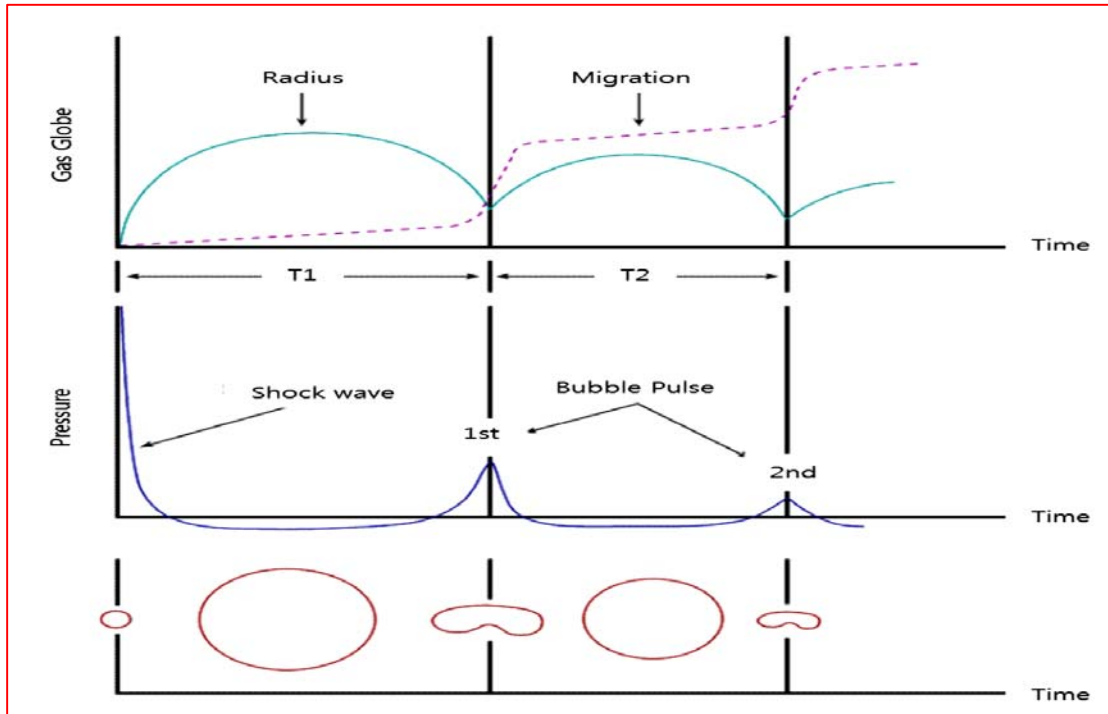 Radius
Migration
Gas Globe
Time
T1
T2
Shock wave
Bubble Pulse
1st
2nd
Pressure
Time
Time